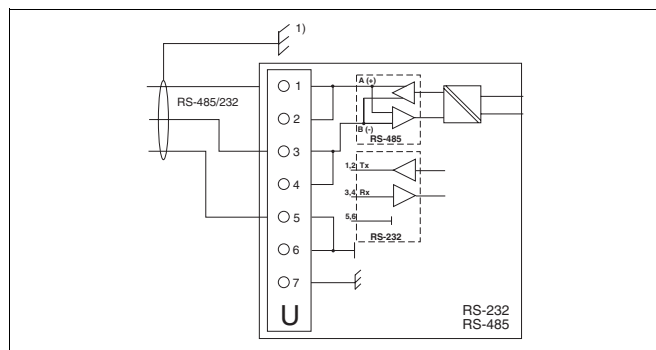 1)
RS-485/232
1
2
3
4
5
6
7
U
A (+)
B (-)
RS-485
1,2 Tx
3,4 Rx
5,6
RS-232
RS-232
RS-485